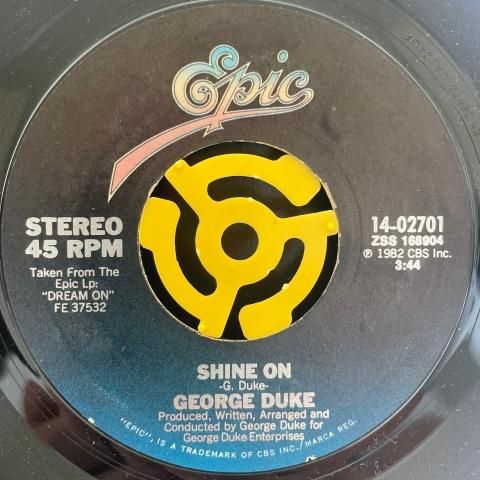 Epic
STEREO
45 RPM
Taken From The
Epic Lp:
"DREAM ON"
FE 37532
14-02701
ZSS 168904
℗ 1982 CBS Inc.
3:44
SHINE ON
-G. Duke-
GEORGE DUKE
Produced, Written, Arranged and
Conducted by George Duke for
George Duke Enterprises
"EPIC", IS A TRADEMARK OF CBS INC./MARCA REG.